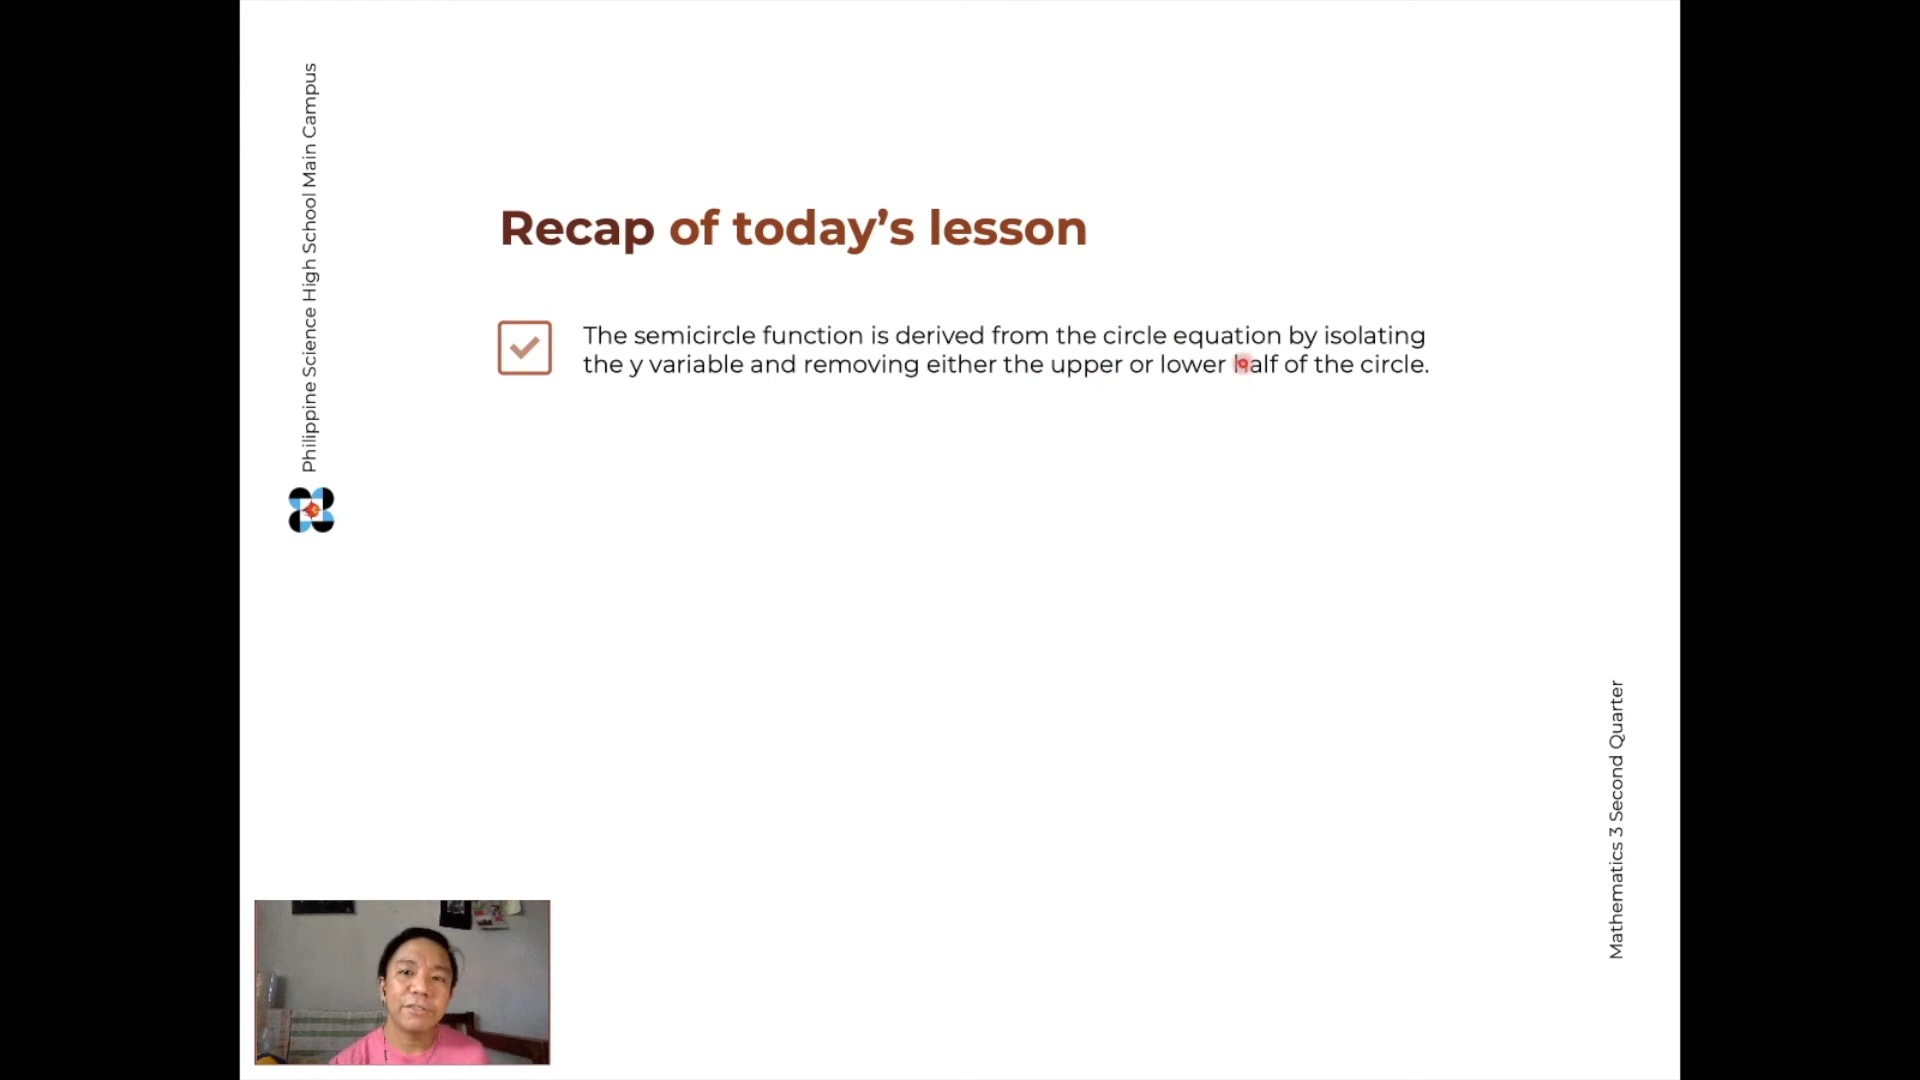 Philippine Science High School Main Campus
Recap of today’s lesson
The semicircle function is derived from the circle equation by isolating
the y variable and removing either the upper or lower half of the circle.
Mathematics 3 Second Quarter